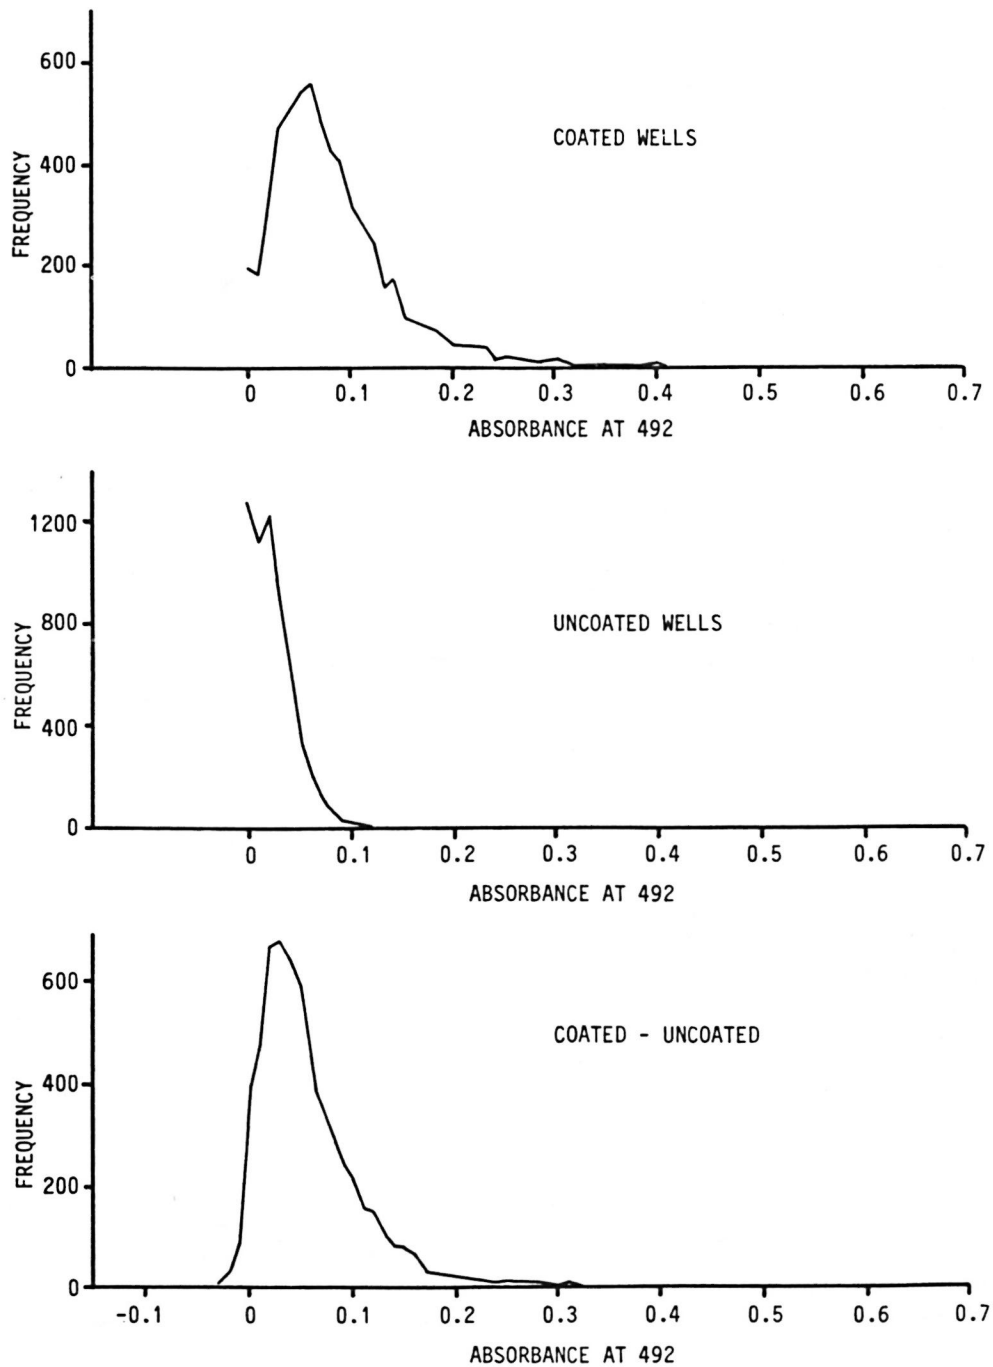 600
COATED WELLS
400
FREQUENCY
200
0
0 0.1 0.2 0.3 0.4 0.5 0.6 0.7
ABSORBANCE AT 492
1200
800
UNCOATED WELLS
FREQUENCY
400
0
0 0.1 0.2 0.3 0.4 0.5 0.6 0.7
ABSORBANCE AT 492
600
COATED - UNCOATED
400
FREQUENCY
200
0
-0.1 0 0.1 0.2 0.3 0.4 0.5 0.6 0.7
ABSORBANCE AT 492